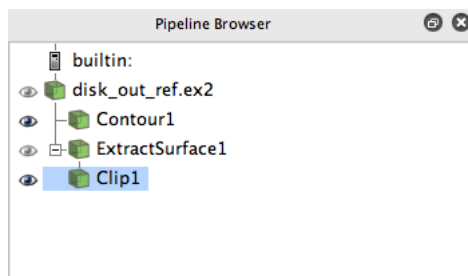 Pipeline Browser
builtin:
disk_out_ref.ex2
Contour1
ExtractSurface1
Clip1